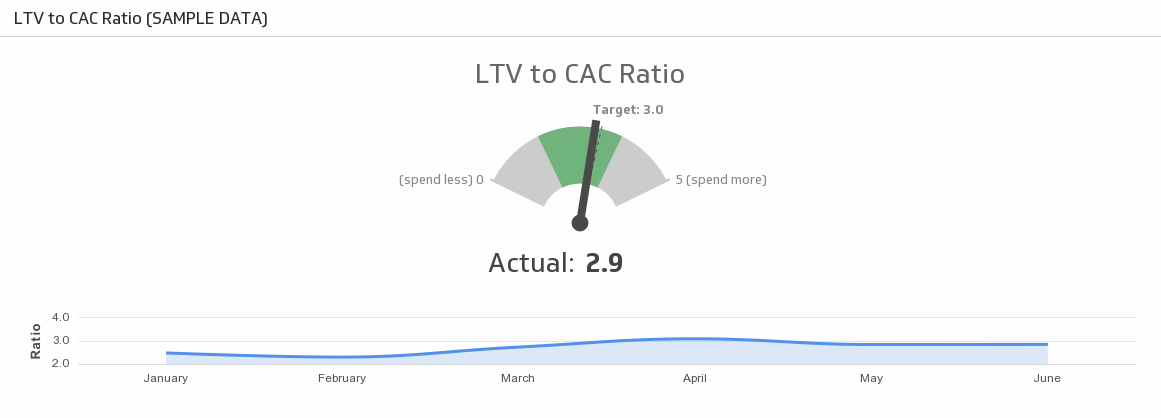 LTV to CAC Ratio (SAMPLE DATA)
LTV to CAC Ratio
Target: 3.0
(spend less) 0
5 (spend more)
Actual: 2.9
Ratio
4.0
3.0
2.0
January February March April May June